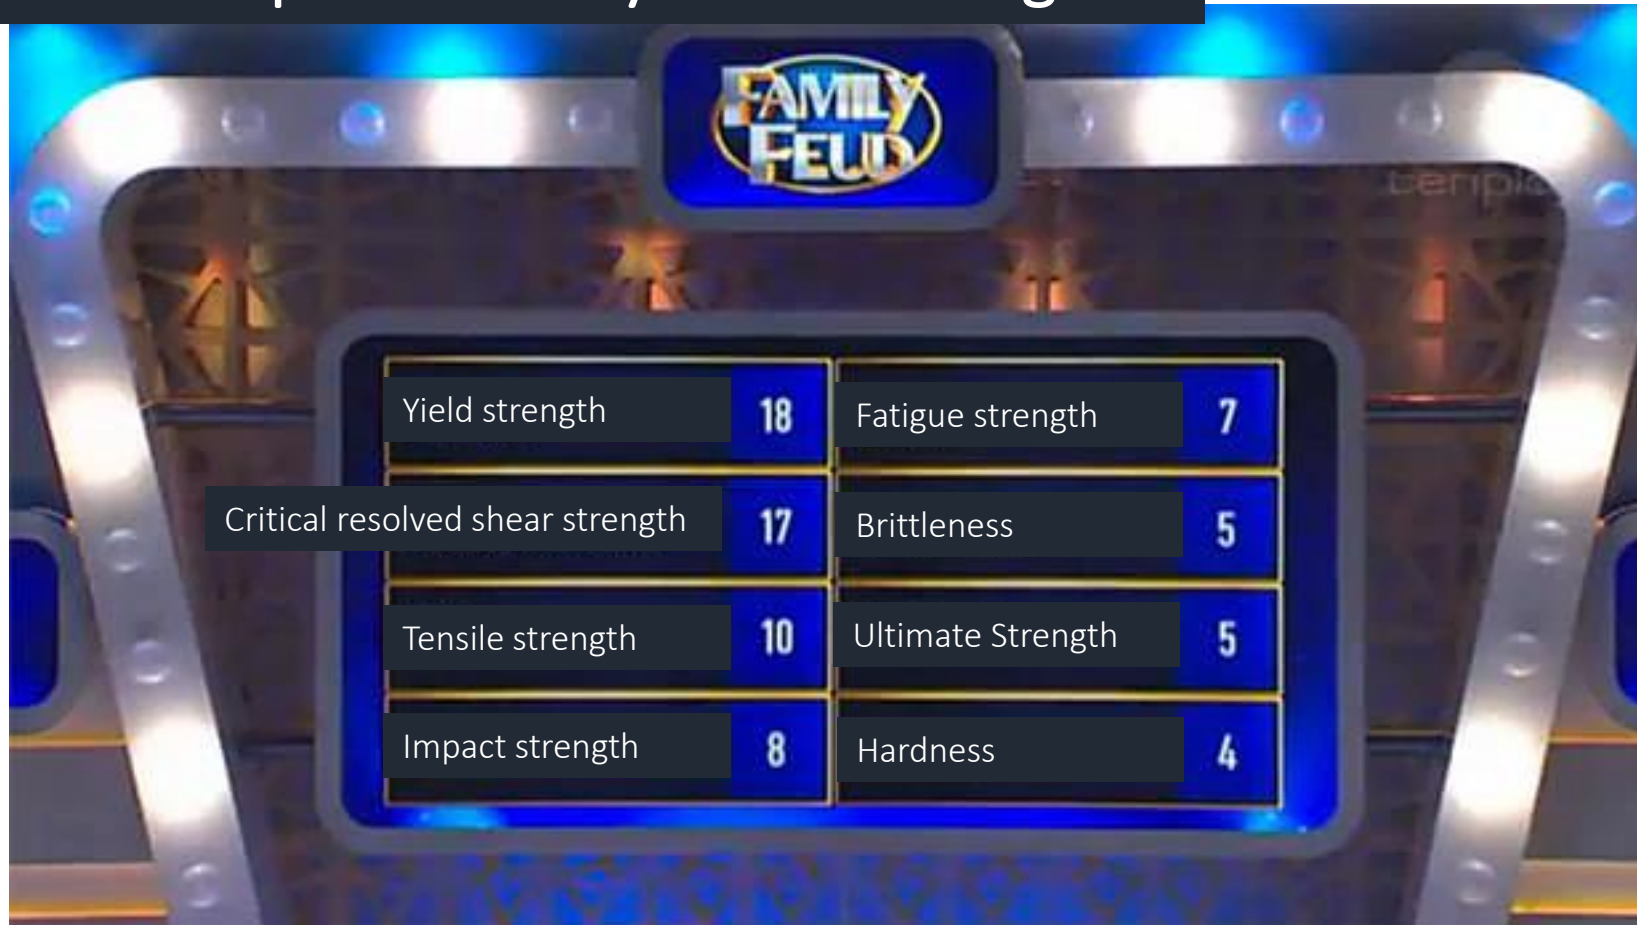 FAMILY
FEUD
Yield strength 18
Critical resolved shear strength 17
Tensile strength 10
Impact strength 8
Fatigue strength 7
Brittleness 5
Ultimate Strength 5
Hardness 4